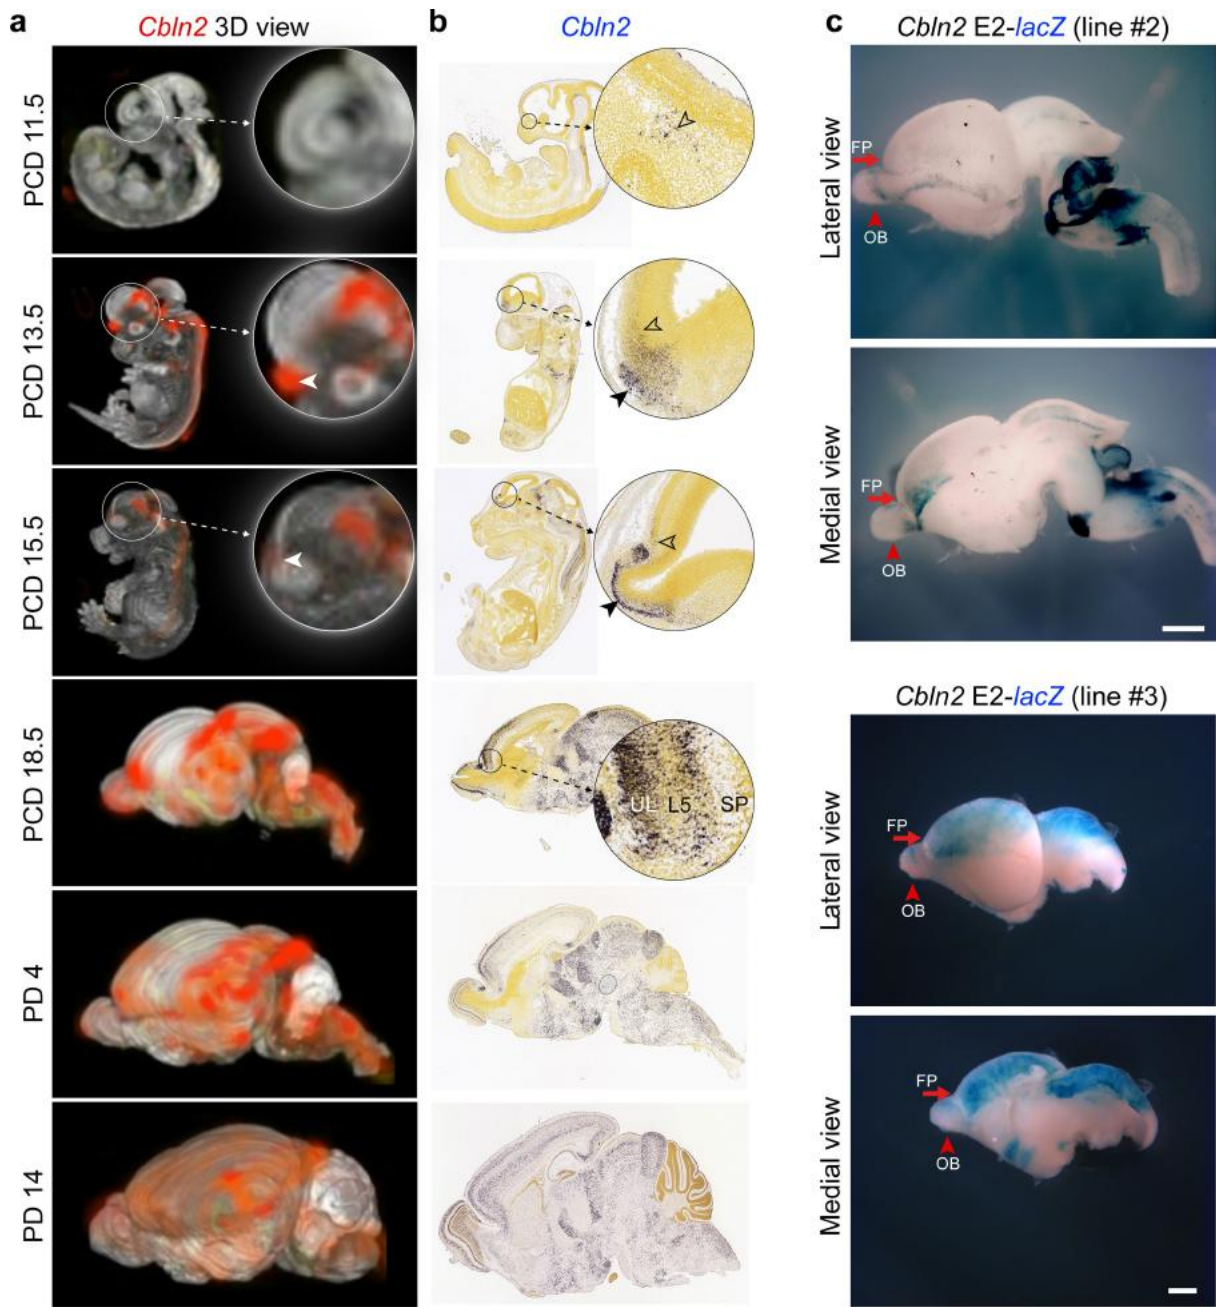 a
Cbln2 3D view
PCD 11.5
PCD 13.5
PCD 15.5
PCD 18.5
PD 4
PD 14
b
Cbln2
UL L5 SP
c
Cbln2 E2-lacZ (line #2)
Lateral view
FP
OB
Medial view
FP
OB
Cbln2 E2-lacZ (line #3)
Lateral view
FP
OB
Medial view
FP
OB